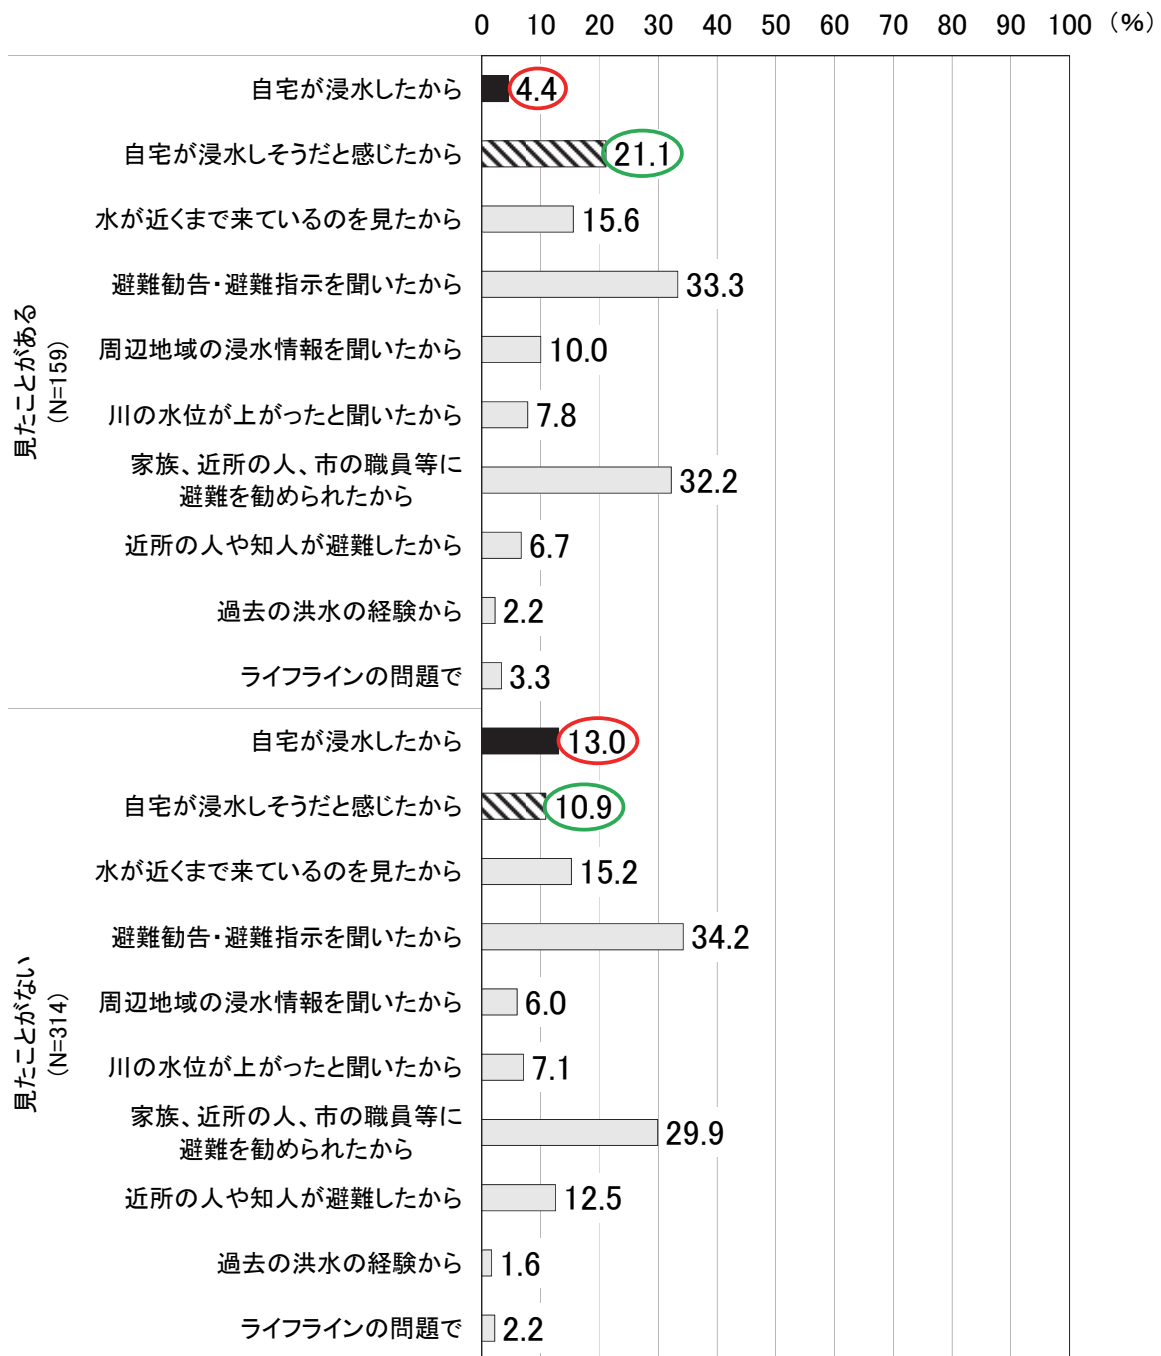 0 10 20 30 40 50 60 70 80 90 100 (%)
見たことがある
(N=159)
自宅が浸水したから 4.4
自宅が浸水しそうだと感じたから 21.1
水が近くまで来ているのを見たから 15.6
避難勧告・避難指示を聞いたから 33.3
周辺地域の浸水情報を聞いたから 10.0
川の水位が上がったと聞いたから 7.8
家族、近所の人、市の職員等に
避難を勧められたから 32.2
近所の人や知人が避難したから 6.7
過去の洪水の経験から 2.2
ライフラインの問題で 3.3
見たことがない
(N=314)
自宅が浸水したから 13.0
自宅が浸水しそうだと感じたから 10.9
水が近くまで来ているのを見たから 15.2
避難勧告・避難指示を聞いたから 34.2
周辺地域の浸水情報を聞いたから 6.0
川の水位が上がったと聞いたから 7.1
家族、近所の人、市の職員等に
避難を勧められたから 29.9
近所の人や知人が避難したから 12.5
過去の洪水の経験から 1.6
ライフラインの問題で 2.2